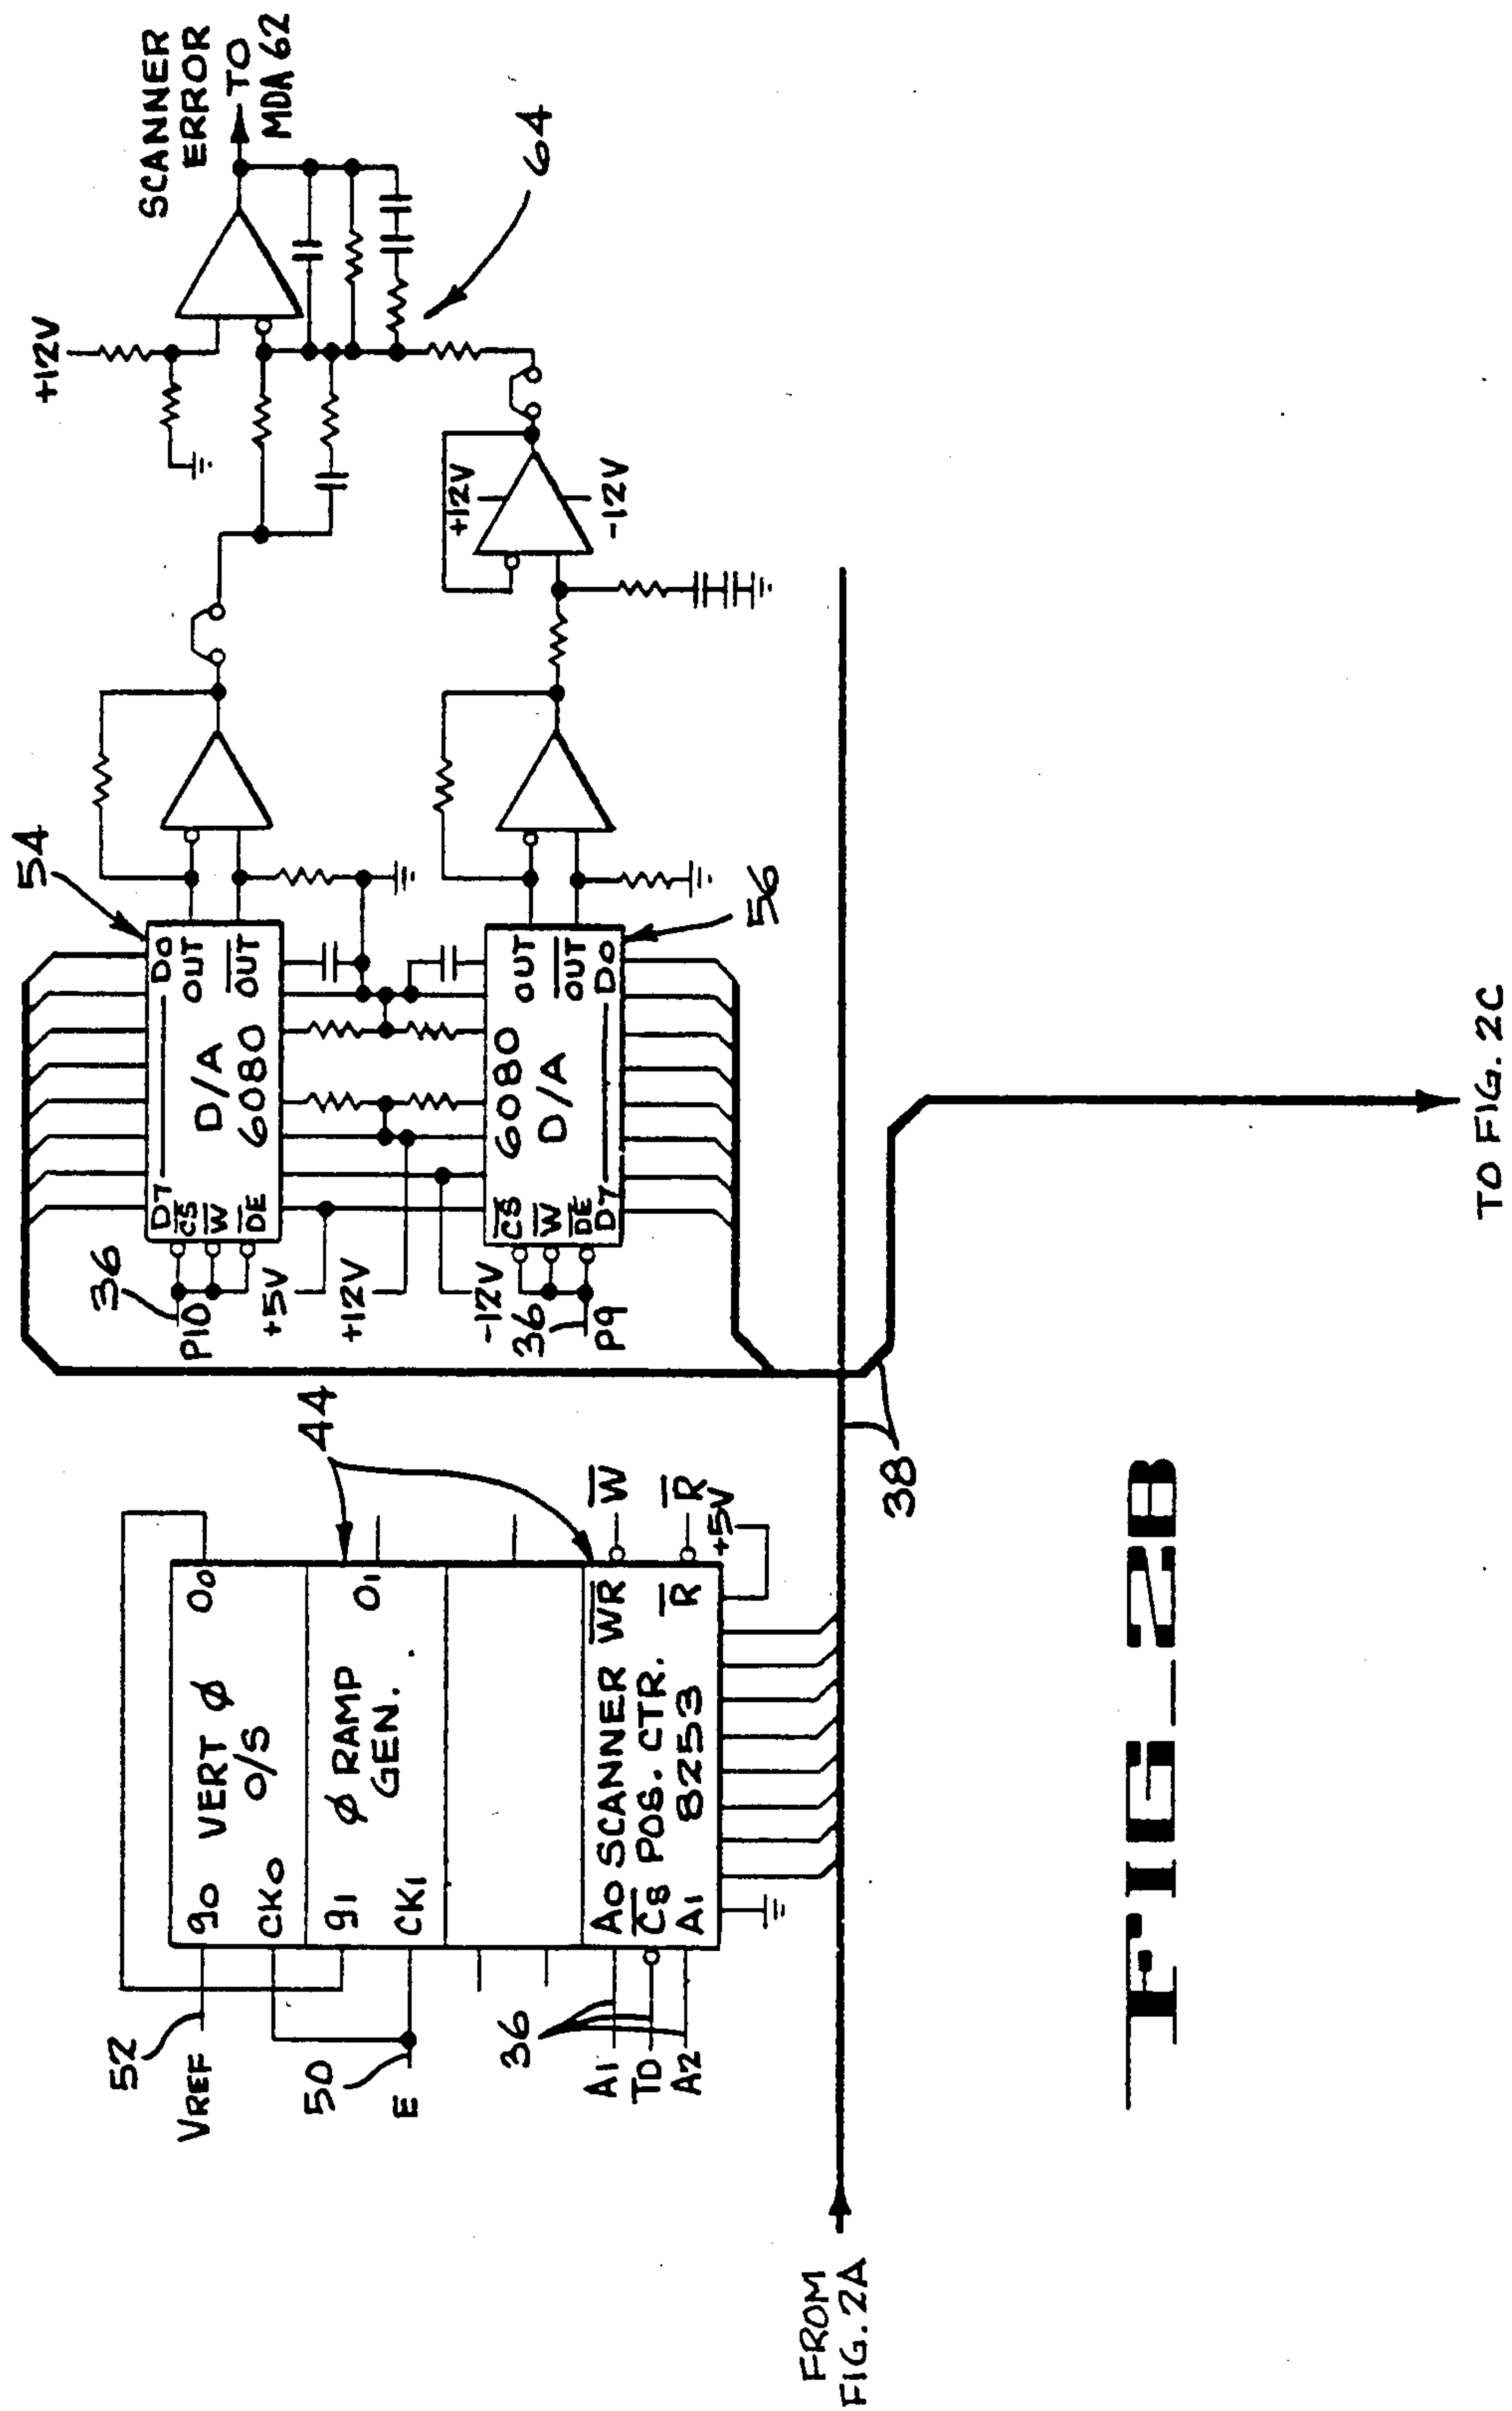 SCANNER
ERROR
TO
MDA 62
+12V
64
+12V
-12V
54
D0
OUT
OUT
D/A
6080
D7
CS
W
DE
36
P10
+5V
+12V
-12V
36
P9
56
OUT
OUT
D0
6080
D/A
CS
W
DE
D7
44
O0
VERT Ø
O/S
g0
CK0
O1
Ø RAMP
GEN.
g1
CK1
A0 SCANNER WR
CS POS. CTR.
A1 8253 R
W
R
+5V
52
VREF
50
E
36
A1
TD
A2
38
FROM
FIG. 2A
TO FIG. 2C
FIG_2B